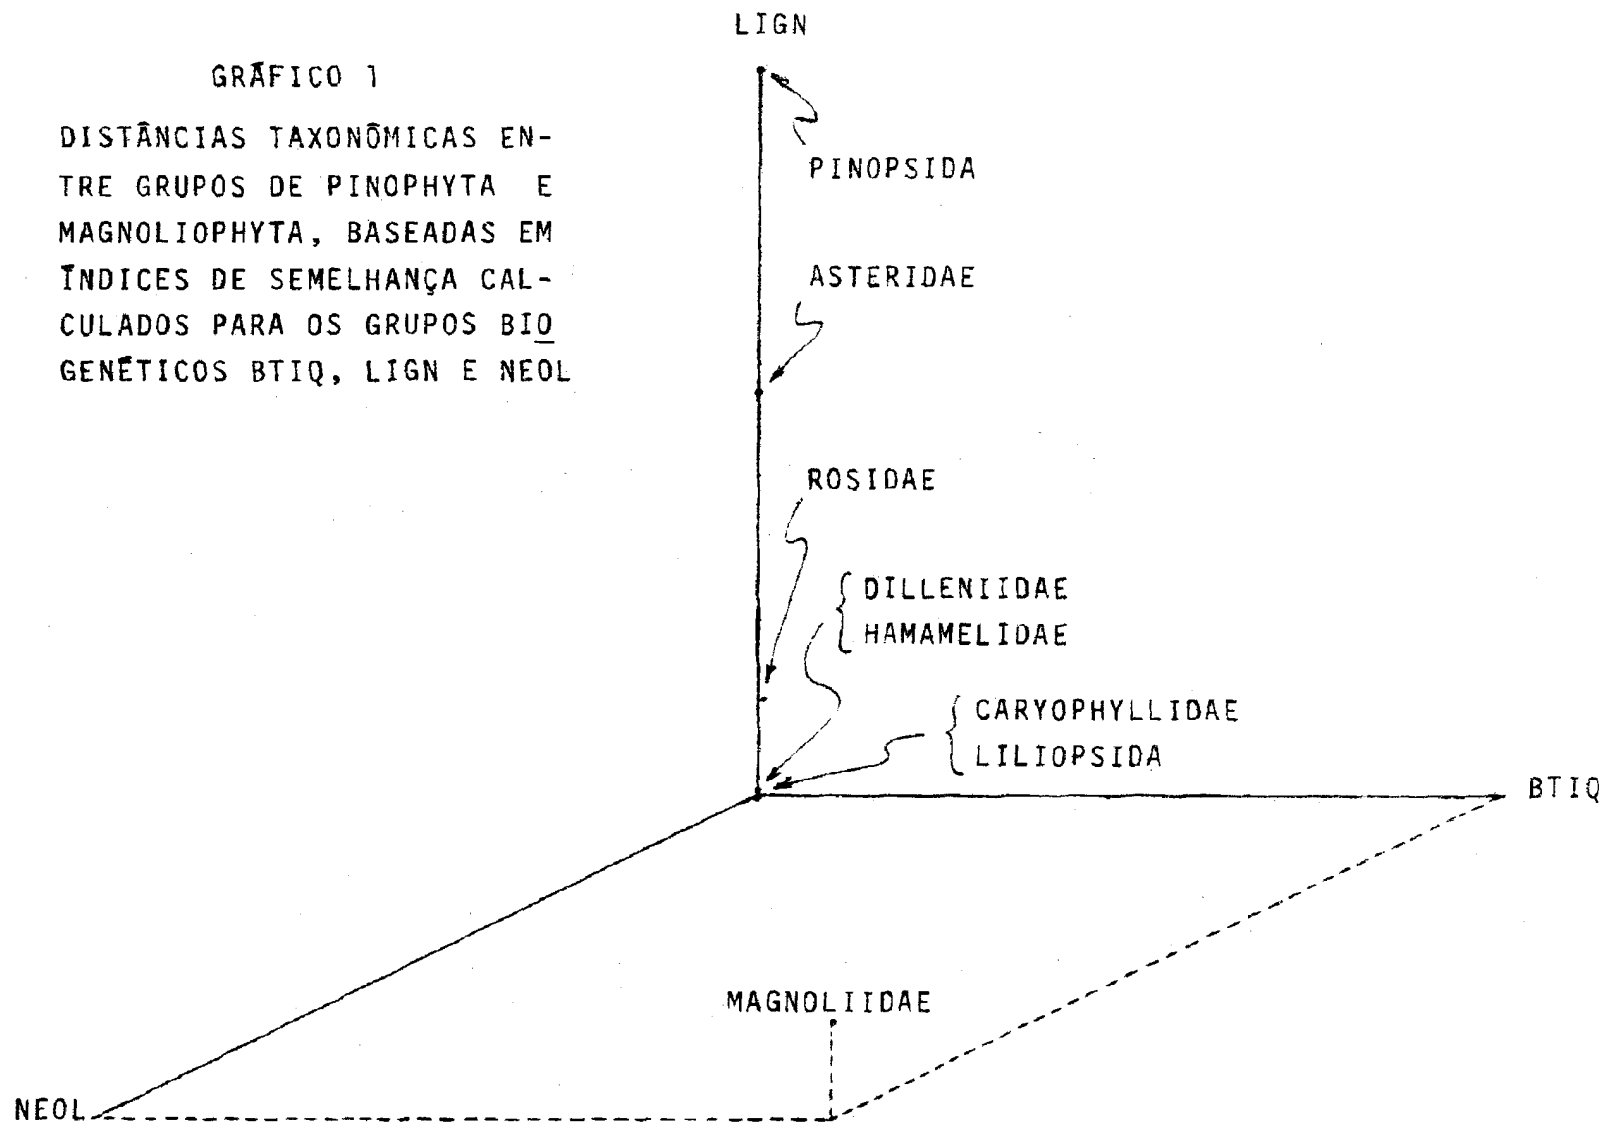 LIGN
GRÁFICO 1
DISTÂNCIAS TAXONÔMICAS EN-
TRE GRUPOS DE PINOPHYTA E
MAGNOLIOPHYTA, BASEADAS EM
ÍNDICES DE SEMELHANÇA CAL-
CULADOS PARA OS GRUPOS BIO
GENÉTICOS BTIQ, LIGN E NEOL
PINOPSIDA
ASTERIDAE
ROSIDAE
DILLENIIDAE
HAMAMELIDAE
CARYOPHYLLIDAE
LILIOPSIDA
BTIQ
MAGNOLIIDAE
NEOL